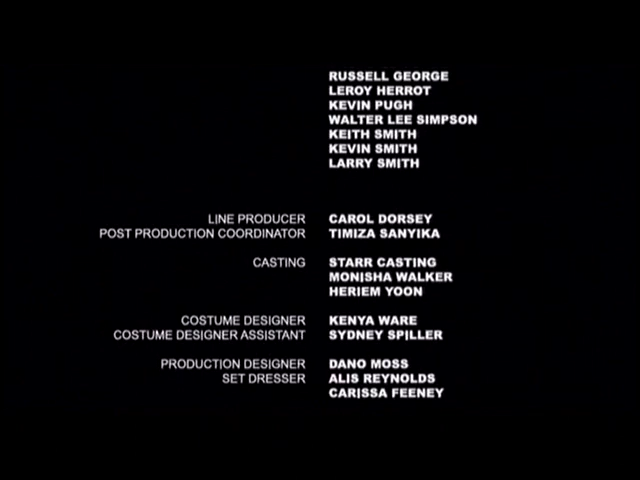 RUSSELL GEORGE
LEROY HERROT
KEVIN PUGH
WALTER LEE SIMPSON
KEITH SMITH
KEVIN SMITH
LARRY SMITH
LINE PRODUCER CAROL DORSEY
POST PRODUCTION COORDINATOR TIMIZA SANYIKA
CASTING STARR CASTING
MONISHA WALKER
HERIEM YOON
COSTUME DESIGNER KENYA WARE
COSTUME DESIGNER ASSISTANT SYDNEY SPILLER
PRODUCTION DESIGNER DANO MOSS
SET DRESSER ALIS REYNOLDS
CARISSA FEENEY